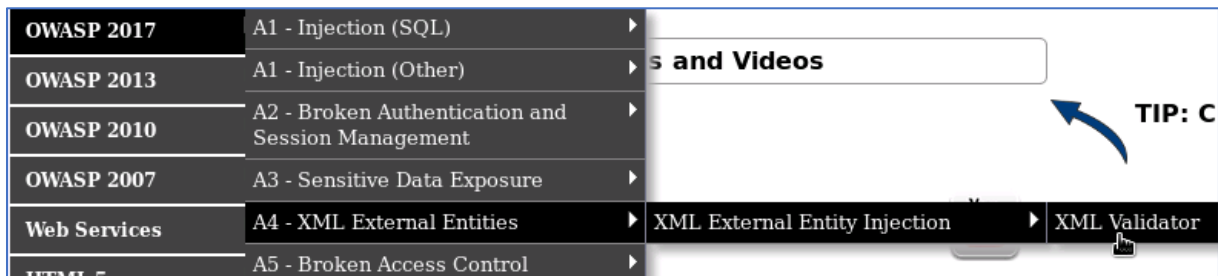 OWASP 2017
OWASP 2013
OWASP 2010
OWASP 2007
Web Services
HTML 5
A1 - Injection (SQL)
A1 - Injection (Other)
A2 - Broken Authentication and
Session Management
A3 - Sensitive Data Exposure
A4 - XML External Entities
A5 - Broken Access Control
XML External Entity Injection
XML Validator
s and Videos
TIP: C